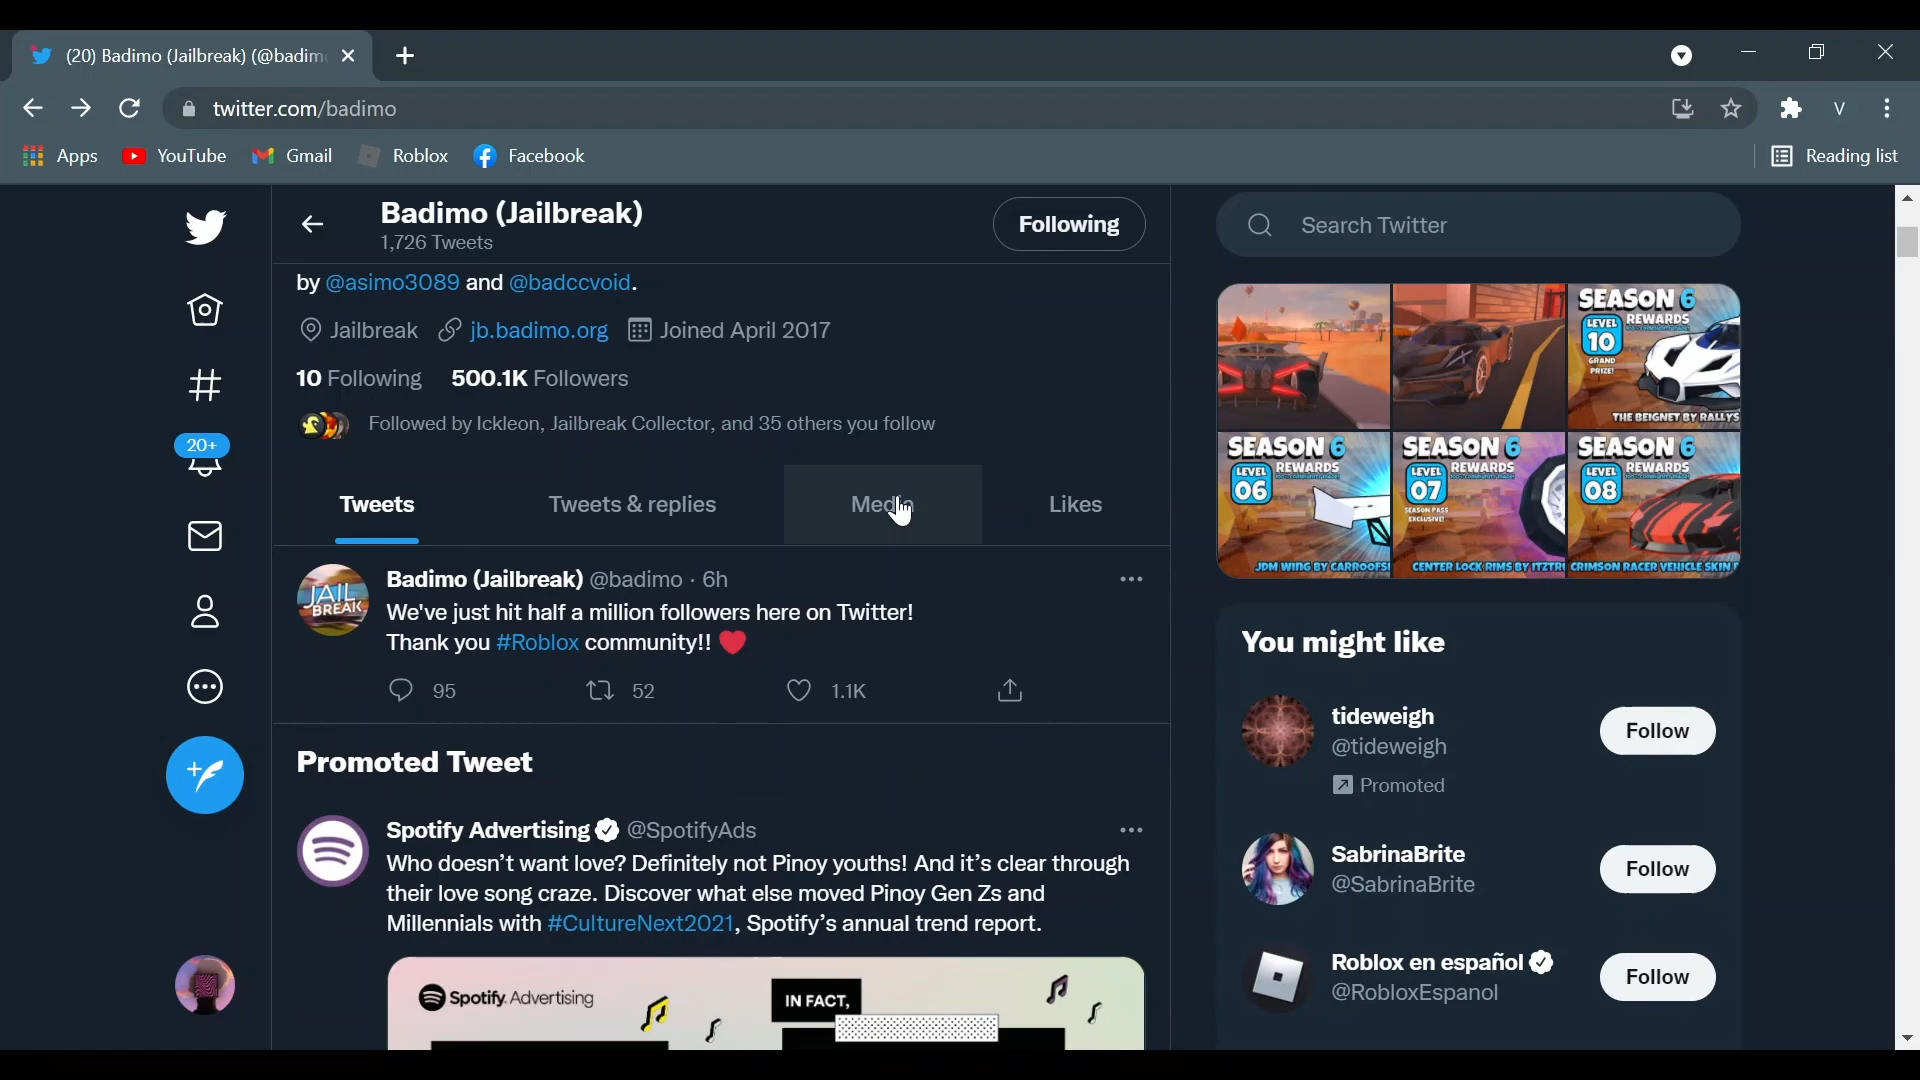 (20) Badimo (Jailbreak) (@badim
twitter.com/badimo
V
Apps YouTube Gmail Roblox Facebook Reading list
Badimo (Jailbreak)
1,726 Tweets
Following
Search Twitter
by @asimo3089 and @badccvoid.
Jailbreak jb.badimo.org Joined April 2017
10 Following 500.1K Followers
Followed by Ickleon, Jailbreak Collector, and 35 others you follow
20+
Tweets Tweets & replies Media Likes
JAIL
BREAK
Badimo (Jailbreak) @badimo · 6h
We've just hit half a million followers here on Twitter!
Thank you #Roblox community!!
95 52 1.1K
Promoted Tweet
Spotify Advertising @SpotifyAds
Who doesn't want love? Definitely not Pinoy youths! And it's clear through
their love song craze. Discover what else moved Pinoy Gen Zs and
Millennials with #CultureNext2021, Spotify's annual trend report.
Spotify Advertising
IN FACT,
SEASON 6
REWARDS
LEVEL
10
GRAND
PRIZE!
THE BEIGNET BY RALLYS
SEASON 6
REWARDS
LEVEL
06
JDM WING BY CARROOFS
SEASON 6
REWARDS
LEVEL
07
SEASON PASS
EXCLUSIVE!
CENTER LOCK RIMS BY ITZTRI
SEASON 6
REWARDS
LEVEL
08
CRIMSON RACER VEHICLE SKIN
You might like
tideweigh
@tideweigh
Promoted
Follow
SabrinaBrite
@SabrinaBrite
Follow
Roblox en español
@RobloxEspanol
Follow